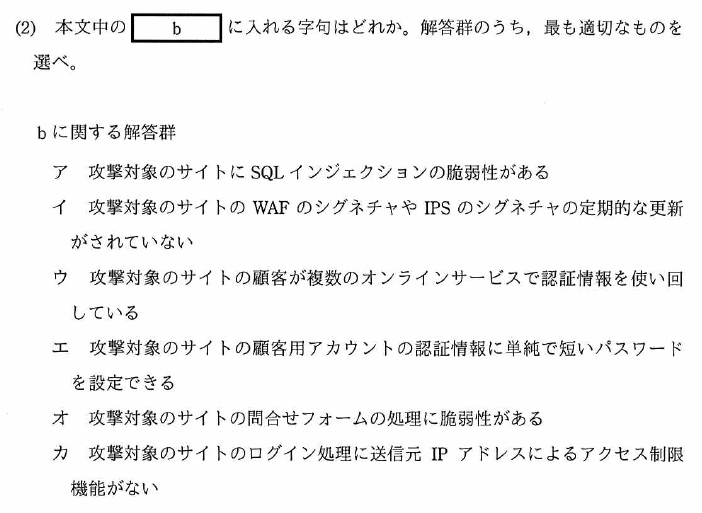 (2) 本文中の b に入れる字句はどれか。解答群のうち，最も適切なものを
選べ。
bに関する解答群
ア 攻撃対象のサイトに SQL インジェクションの脆弱性がある
イ 攻撃対象のサイトの WAF のシグネチャや IPS のシグネチャの定期的な更新
がされていない
ウ 攻撃対象のサイトの顧客が複数のオンラインサービスで認証情報を使い回
している
エ 攻撃対象のサイトの顧客用アカウントの認証情報に単純で短いパスワード
を設定できる
オ 攻撃対象のサイトの問合せフォームの処理に脆弱性がある
カ 攻撃対象のサイトのログイン処理に送信元 IP アドレスによるアクセス制限
機能がない